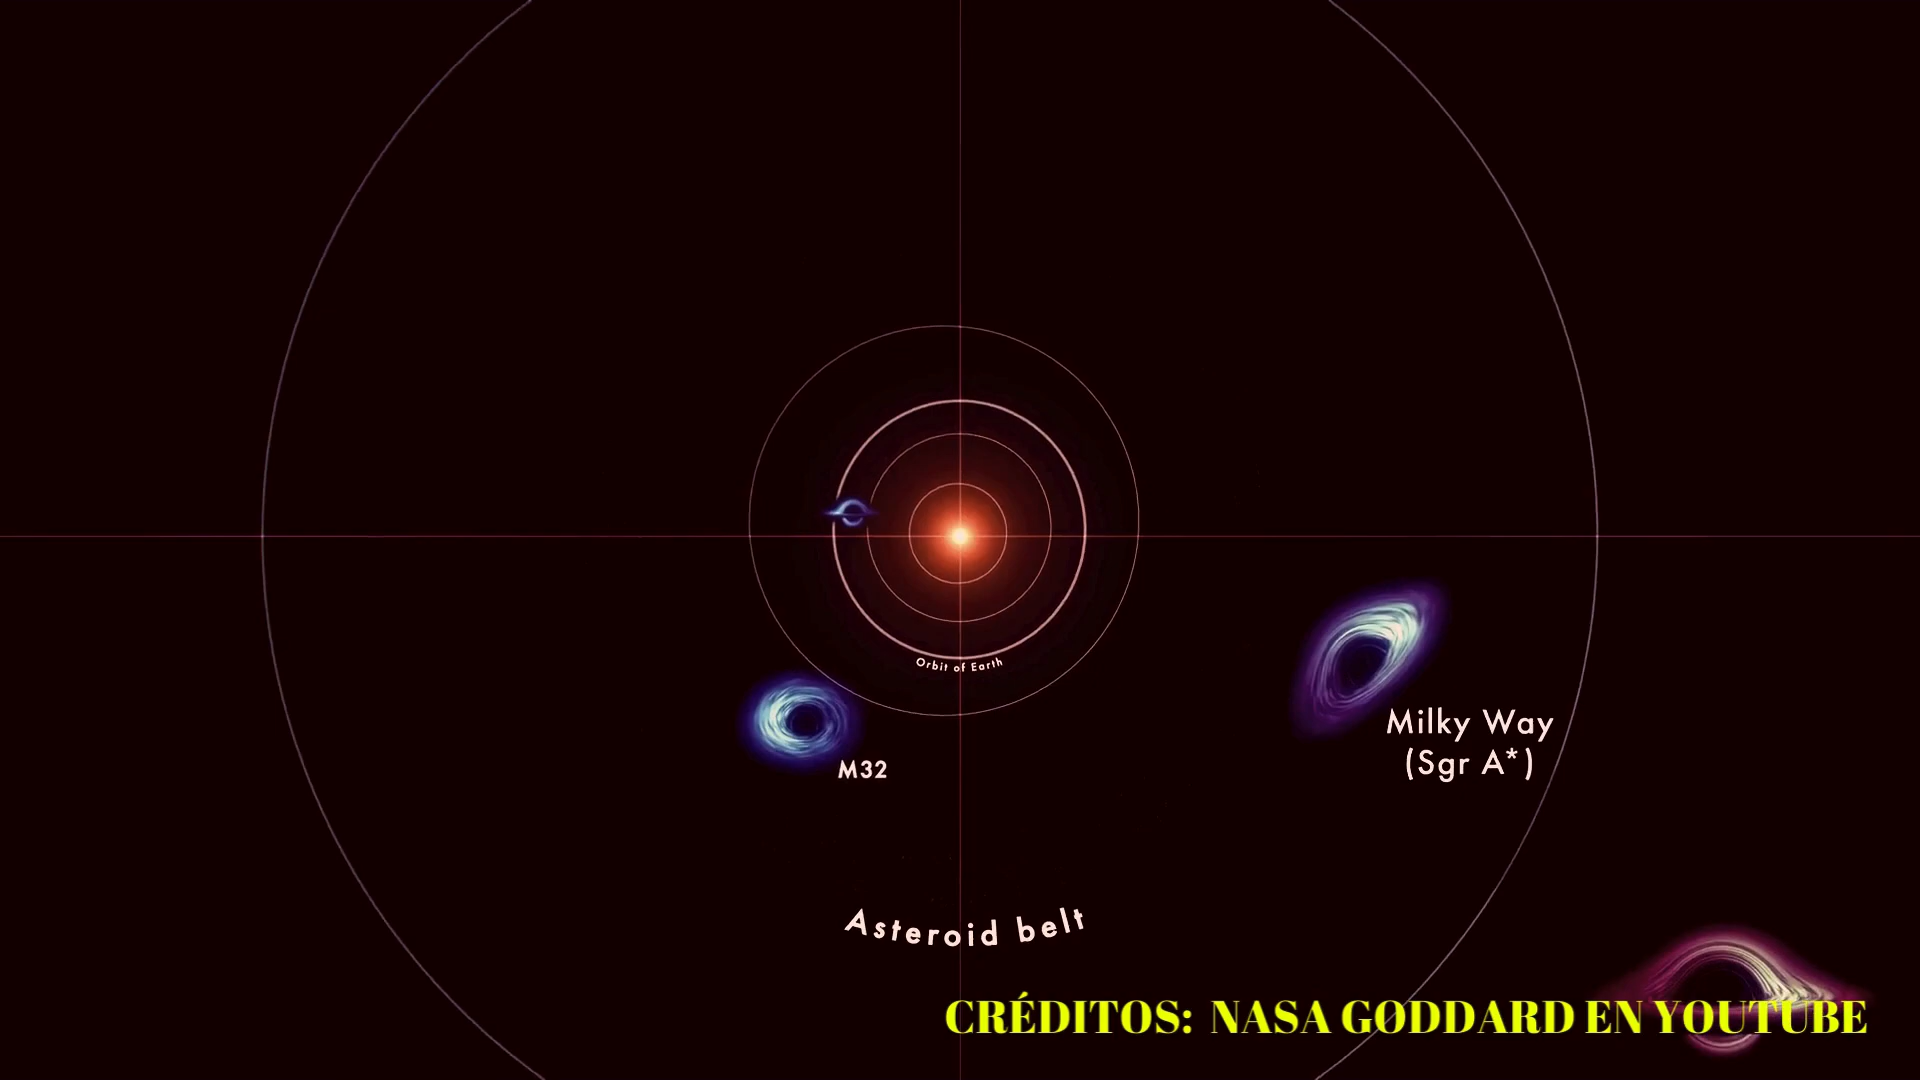 Orbit of Earth
M32
Milky Way
(Sgr A*)
Asteroid belt
CRÉDITOS: NASA GODDARD EN YOUTUBE